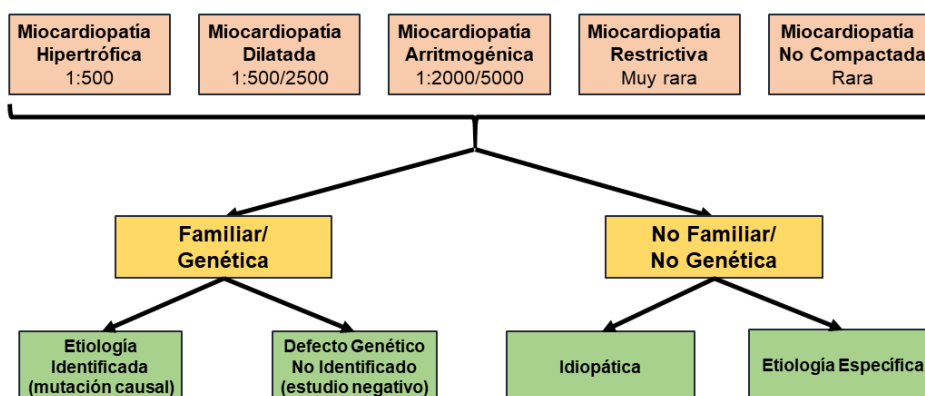 Miocardiopatía
Hipertrófica
1:500
Miocardiopatía
Dilatada
1:500/2500
Miocardiopatía
Arritmogénica
1:2000/5000
Miocardiopatía
Restrictiva
Muy rara
Miocardiopatía
No Compactada
Rara
Familiar/
Genética
No Familiar/
No Genética
Etiología
Identificada
(mutación causal)
Defecto Genético
No Identificado
(estudio negativo)
Idiopática
Etiología Específica